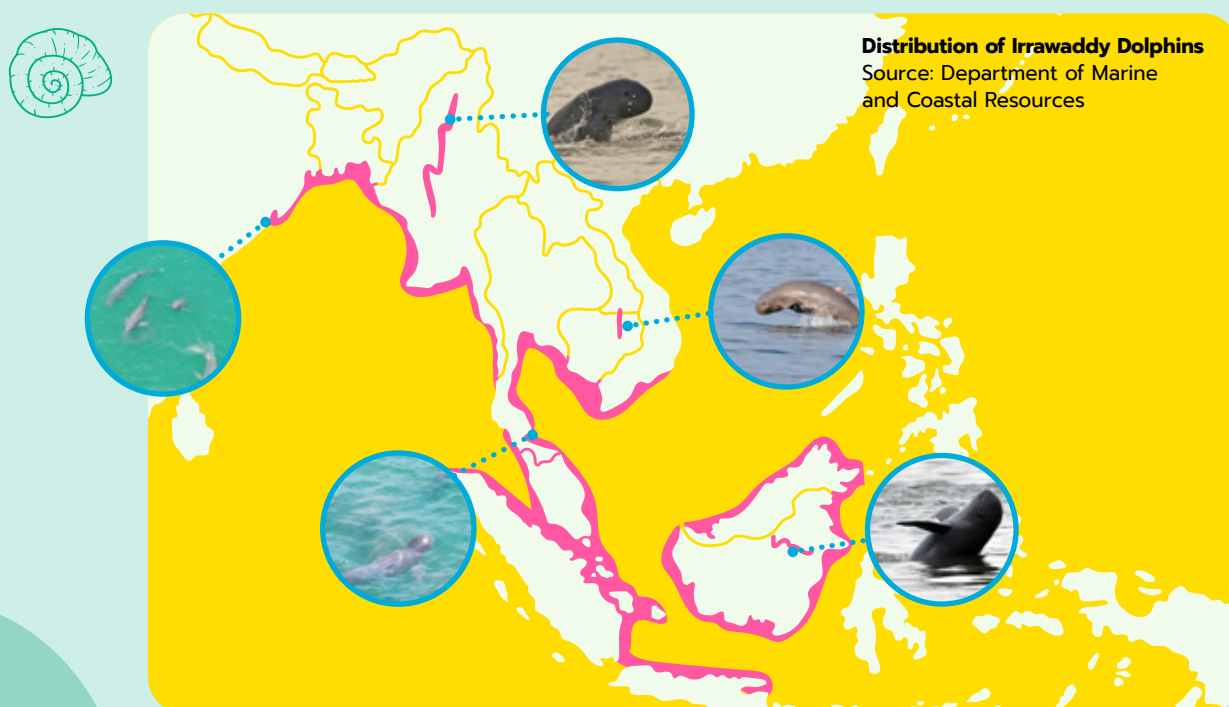 Distribution of Irrawaddy Dolphins
Source: Department of Marine
and Coastal Resources